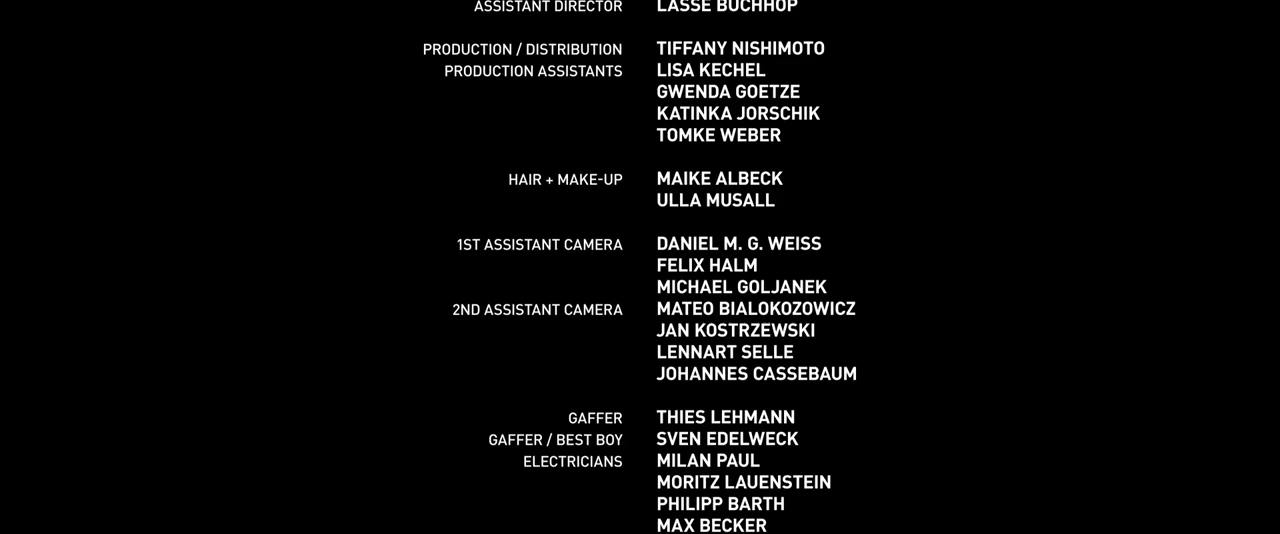 ASSISTANT DIRECTOR LASSE BUCHHOP
PRODUCTION / DISTRIBUTION TIFFANY NISHIMOTO
PRODUCTION ASSISTANTS LISA KECHEL
GWENDA GOETZE
KATINKA JORSCHIK
TOMKE WEBER
HAIR + MAKE-UP MAIKE ALBECK
ULLA MUSALL
1ST ASSISTANT CAMERA DANIEL M. G. WEISS
FELIX HALM
MICHAEL GOLJANEK
2ND ASSISTANT CAMERA MATEO BIALOKOZOWICZ
JAN KOSTRZEWSKI
LENNART SELLE
JOHANNES CASSEBAUM
GAFFER THIES LEHMANN
GAFFER / BEST BOY SVEN EDELWECK
ELECTRICIANS MILAN PAUL
MORITZ LAUENSTEIN
PHILIPP BARTH
MAX BECKER